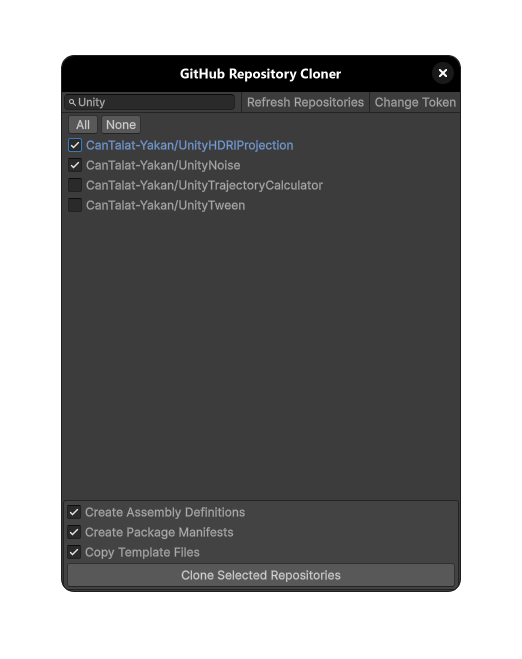 GitHub Repository Cloner
Unity Refresh Repositories Change Token
All None
CanTalat-Yakan/UnityHDRIProjection
CanTalat-Yakan/UnityNoise
CanTalat-Yakan/UnityTrajectoryCalculator
CanTalat-Yakan/UnityTween
Create Assembly Definitions
Create Package Manifests
Copy Template Files
Clone Selected Repositories